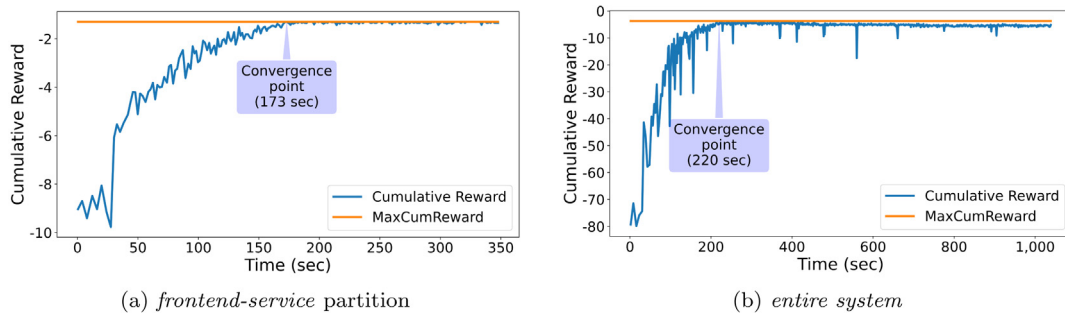 Cumulative Reward
-2
-4
-6
-8
-10
0
50
100
150
200
250
300
350
Time (sec)
Convergence
point
(173 sec)
Cumulative Reward
MaxCumReward
(a) frontend-service partition
Cumulative Reward
0
-10
-20
-30
-40
-50
-60
-70
-80
0
200
400
600
800
1,000
Time (sec)
Convergence
point
(220 sec)
Cumulative Reward
MaxCumReward
(b) entire system